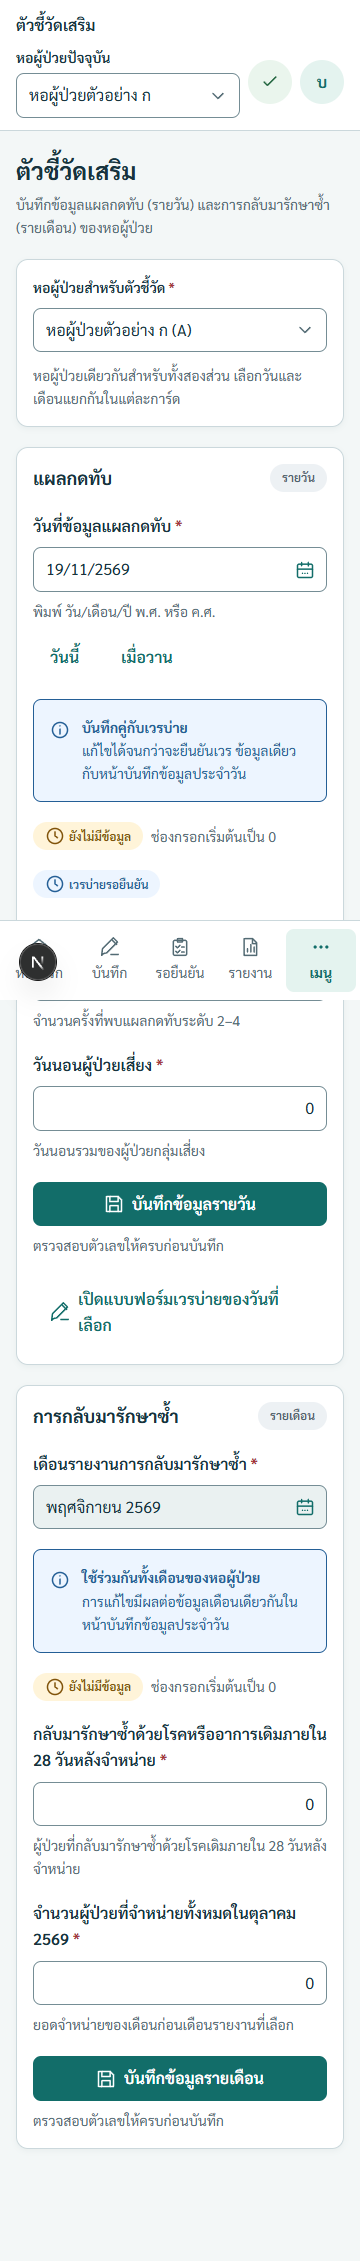 ตัวชี้วัดเสริม
หอผู้ป่วยปัจจุบัน
หอผู้ป่วยตัวอย่าง ก
บ
ตัวชี้วัดเสริม
บันทึกข้อมูลแผลกดทับ (รายวัน) และการกลับมารักษาซ้ำ
(รายเดือน) ของหอผู้ป่วย
หอผู้ป่วยสำหรับตัวชี้วัด *
หอผู้ป่วยตัวอย่าง ก (A)
หอผู้ป่วยเดียวกันสำหรับทั้งสองส่วน เลือกวันและ
เดือนแยกกันในแต่ละการ์ด
แผลกดทับ
รายวัน
วันที่ข้อมูลแผลกดทับ *
19/11/2569
พิมพ์ วัน/เดือน/ปี พ.ศ. หรือ ค.ศ.
วันนี้ เมื่อวาน
บันทึกคู่กับเวรบ่าย
แก้ไขได้จนกว่าจะยืนยันเวร ข้อมูลเดียว
กับหน้าบันทึกข้อมูลประจำวัน
ยังไม่มีข้อมูล ช่องกรอกเริ่มต้นเป็น 0
เวรบ่ายรอยืนยัน
N
บันทึก รอยืนยัน รายงาน เมนู
จำนวนครั้งที่พบแผลกดทับระดับ 2–4
วันนอนผู้ป่วยเสี่ยง *
0
วันนอนรวมของผู้ป่วยกลุ่มเสี่ยง
บันทึกข้อมูลรายวัน
ตรวจสอบตัวเลขให้ครบก่อนบันทึก
เปิดแบบฟอร์มเวรบ่ายของวันที่
เลือก
การกลับมารักษาซ้ำ
รายเดือน
เดือนรายงานการกลับมารักษาซ้ำ *
พฤศจิกายน 2569
ใช้ร่วมกันทั้งเดือนของหอผู้ป่วย
การแก้ไขมีผลต่อข้อมูลเดือนเดียวกันใน
หน้าบันทึกข้อมูลประจำวัน
ยังไม่มีข้อมูล ช่องกรอกเริ่มต้นเป็น 0
กลับมารักษาซ้ำด้วยโรคหรืออาการเดิมภายใน
28 วันหลังจำหน่าย *
0
ผู้ป่วยที่กลับมารักษาซ้ำด้วยโรคเดิมภายใน 28 วันหลัง
จำหน่าย
จำนวนผู้ป่วยที่จำหน่ายทั้งหมดในตุลาคม
2569 *
0
ยอดจำหน่ายของเดือนก่อนเดือนรายงานที่เลือก
บันทึกข้อมูลรายเดือน
ตรวจสอบตัวเลขให้ครบก่อนบันทึก